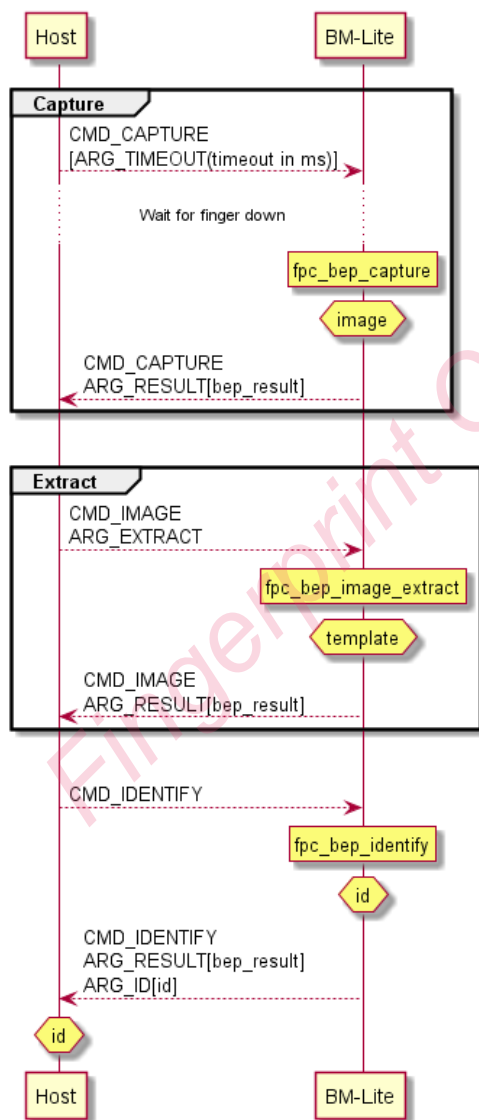 Host
BM-Lite
Capture
CMD_CAPTURE
[ARG_TIMEOUT(timeout in ms)]
Wait for finger down
fpc_bep_capture
image
CMD_CAPTURE
ARG_RESULT[bep_result]
Extract
CMD_IMAGE
ARG_EXTRACT
fpc_bep_image_extract
template
CMD_IMAGE
ARG_RESULT[bep_result]
CMD_IDENTIFY
fpc_bep_identify
id
CMD_IDENTIFY
ARG_RESULT[bep_result]
ARG_ID[id]
id
Host
BM-Lite
Fingerprint C